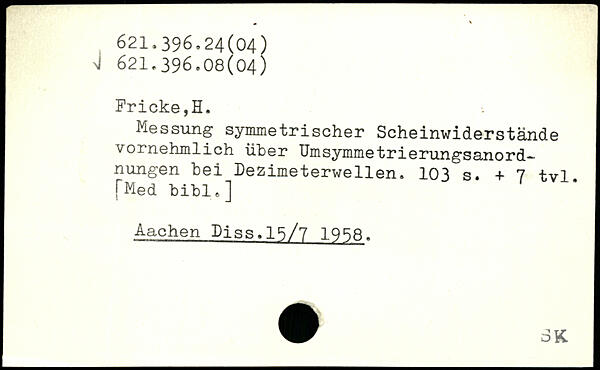 621.396.24(04)
621.396.08(04)
Fricke,H.
Messung symmetrischer Scheinwiderstände
vornehmlich über Umsymmetrierungsanord-
nungen bei Dezimeterwellen. 103 s. + 7 tvl.
[Med bibl.]
Aachen Diss.15/7 1958.
SK